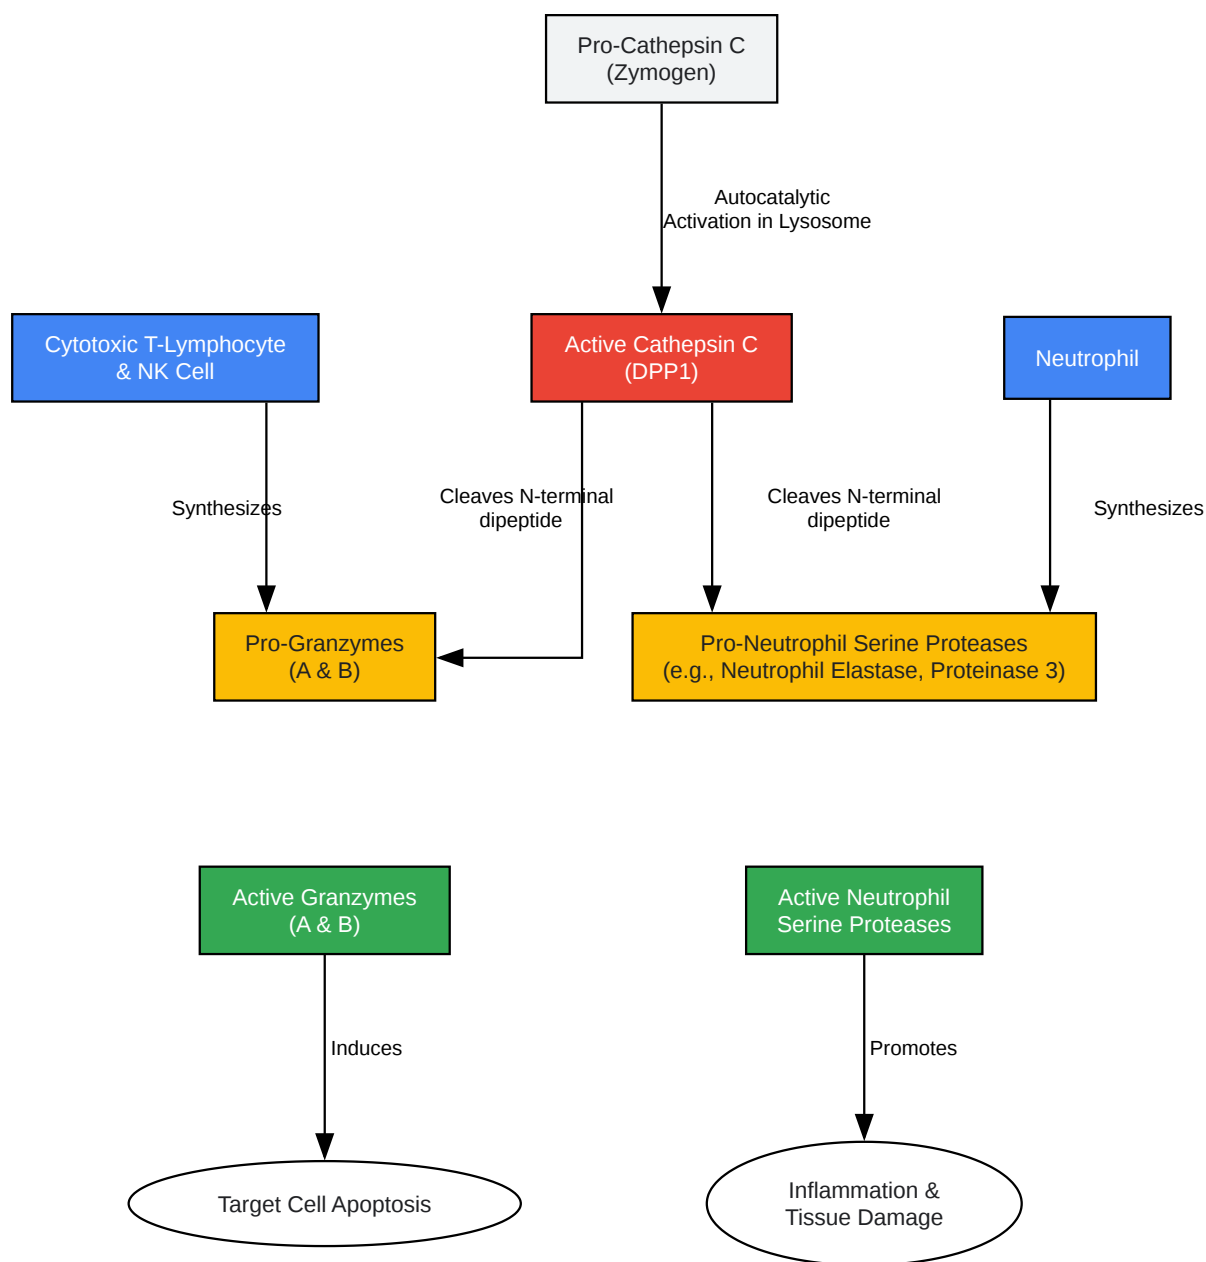 Pro-Cathepsin C
(Zymogen)
Autocatalytic
Activation in Lysosome
Cytotoxic T-Lymphocyte
& NK Cell
Active Cathepsin C
(DPP1)
Neutrophil
Synthesizes
Cleaves N-terminal
dipeptide
Cleaves N-terminal
dipeptide
Synthesizes
Pro-Granzymes
(A & B)
Pro-Neutrophil Serine Proteases
(e.g., Neutrophil Elastase, Proteinase 3)
Active Granzymes
(A & B)
Active Neutrophil
Serine Proteases
Induces
Promotes
Target Cell Apoptosis
Inflammation &
Tissue Damage